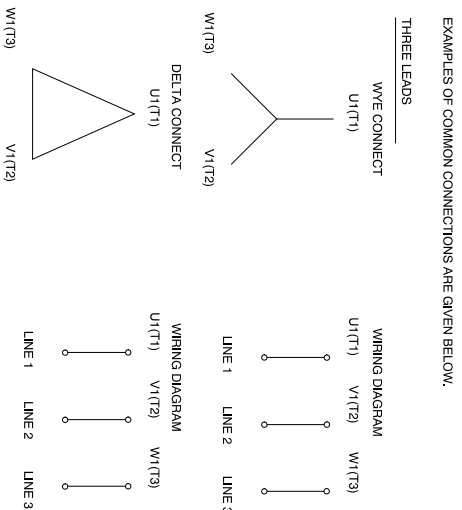 EXAMPLES OF COMMON CONNECTIONS ARE GIVEN BELOW.
THREE LEADS
WYE CONNECT
U1(T1)
W1(T3)
V1(T2)
WIRING DIAGRAM
U1(T1)
V1(T2)
W1(T3)
LINE 1
LINE 2
LINE
DELTA CONNECT
U1(T1)
W1(T3)
V1(T2)
WIRING DIAGRAM
U1(T1)
V1(T2)
W1(T3)
LINE 1
LINE 2
LINE 3